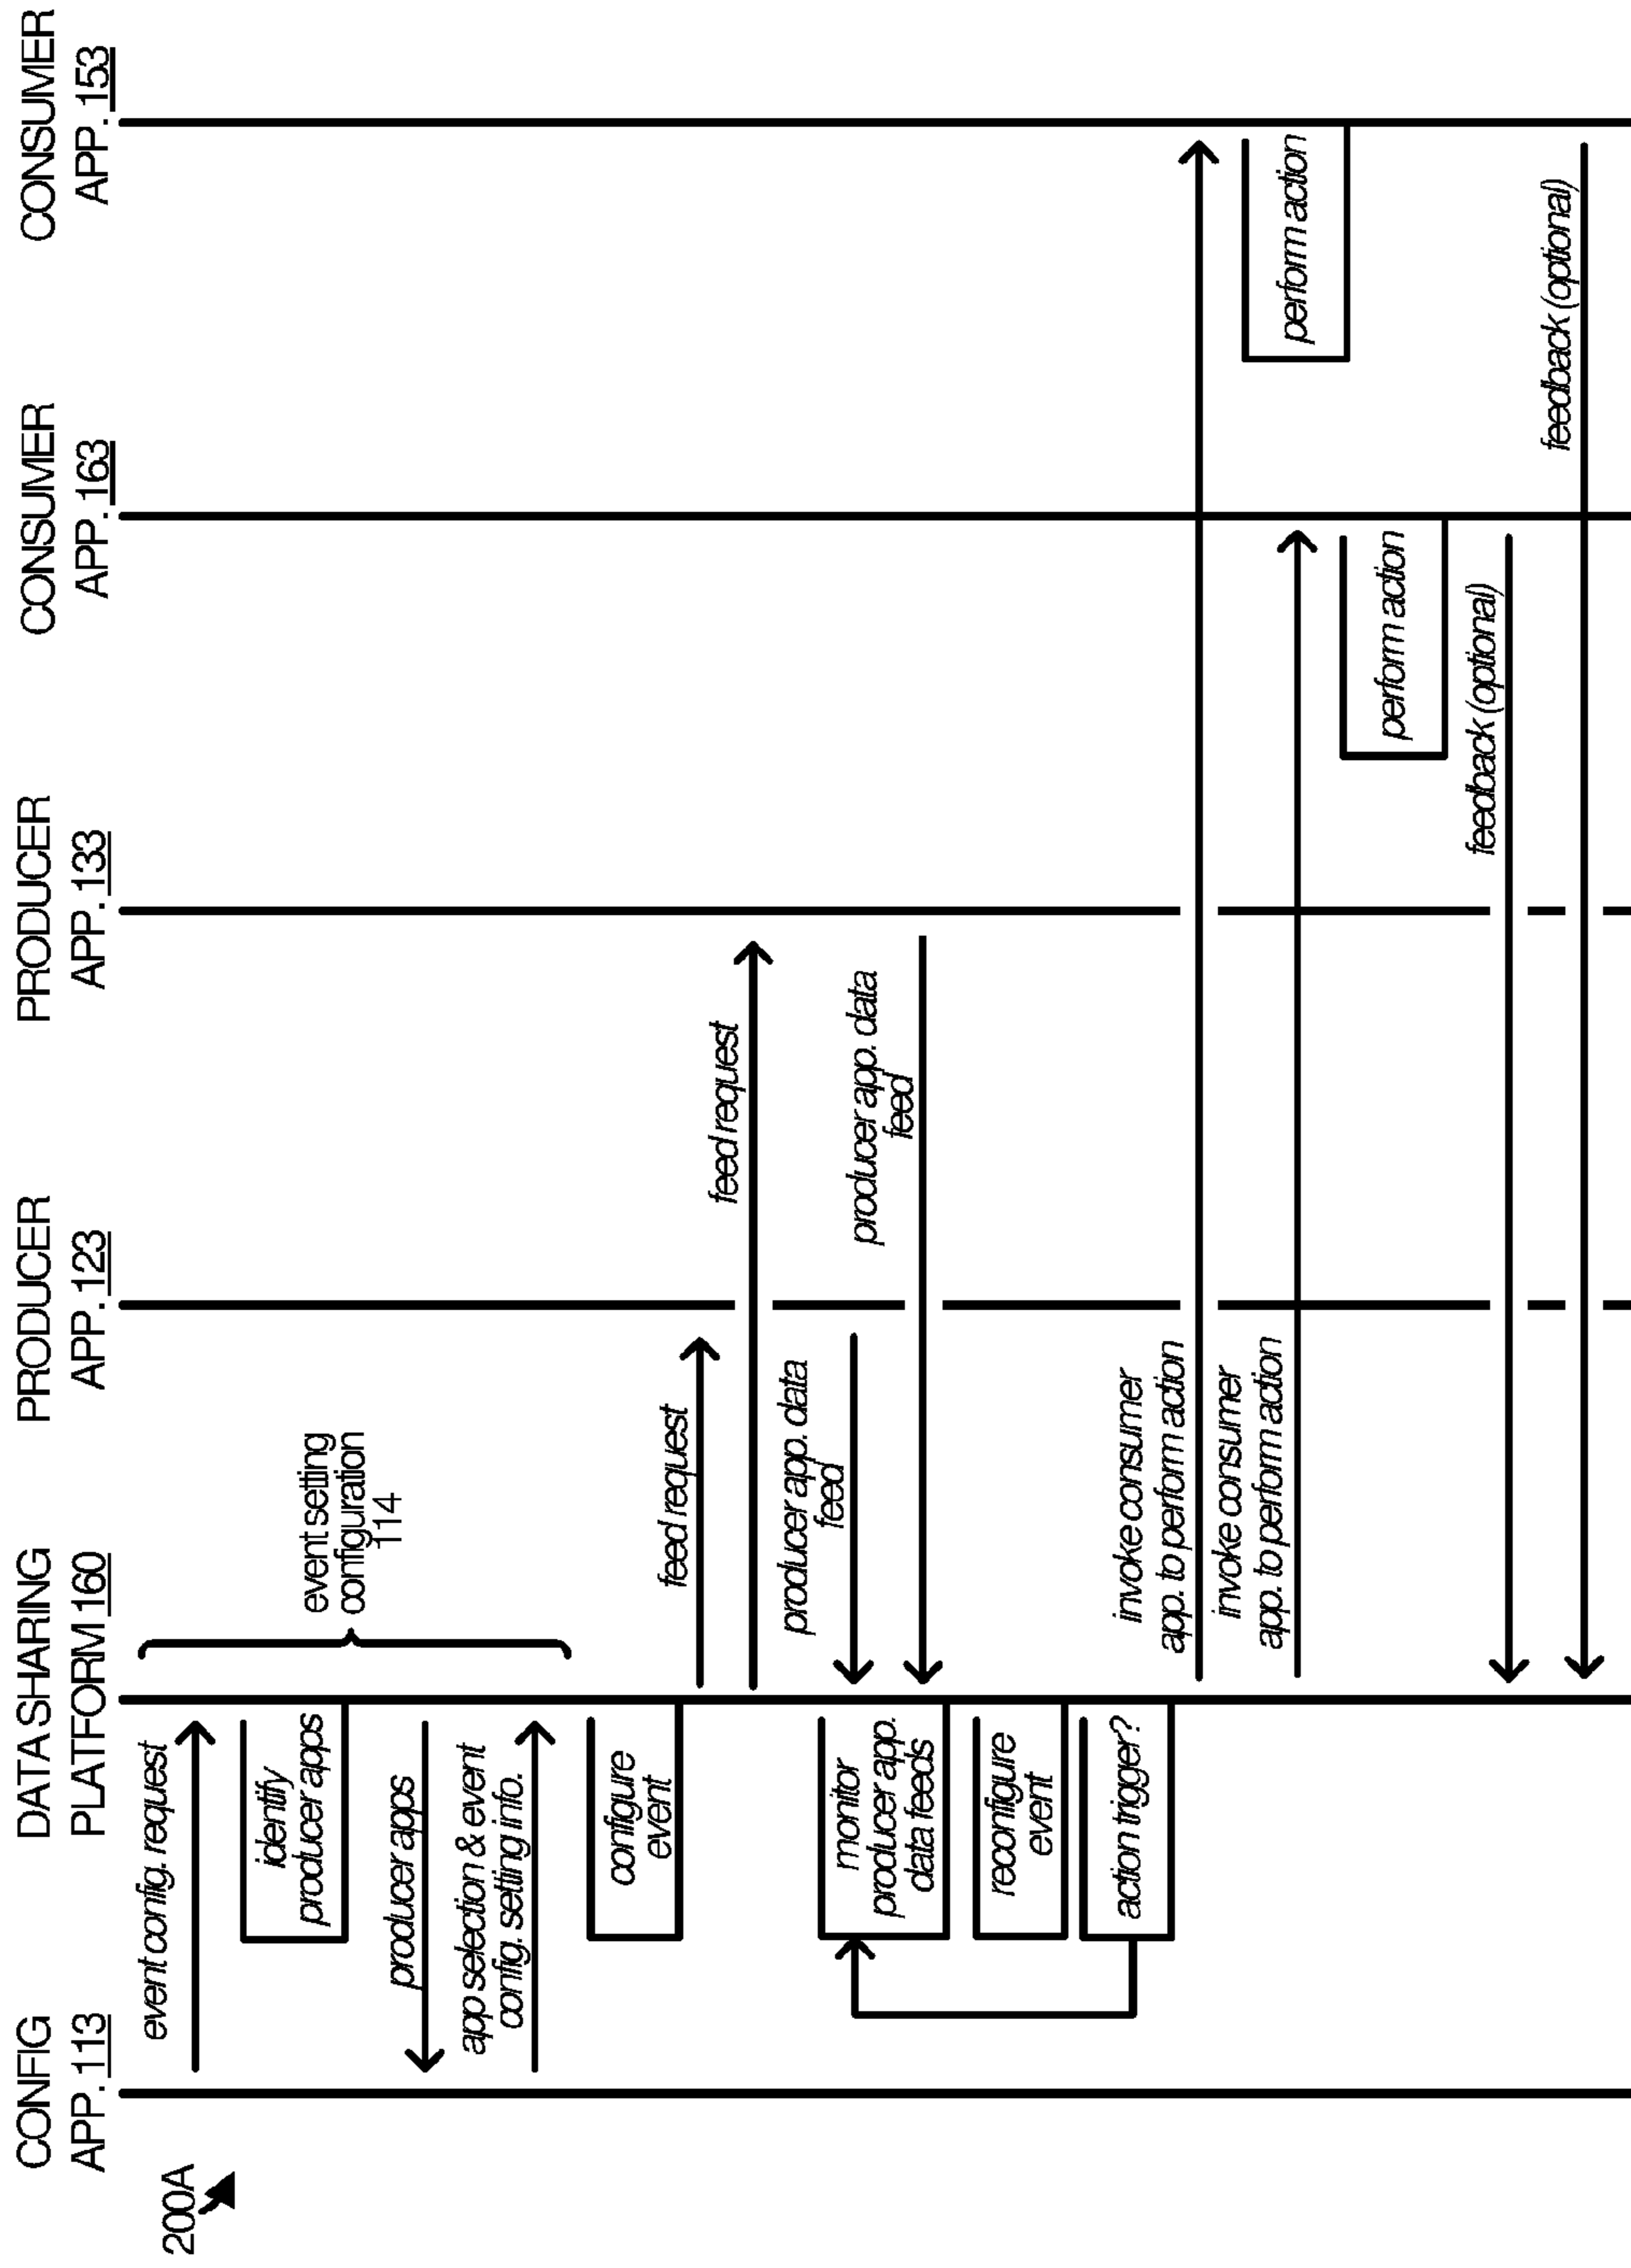 200A
CONFIG
APP. 113
DATA SHARING
PLATFORM 160
PRODUCER
APP. 123
PRODUCER
APP. 133
CONSUMER
APP. 163
CONSUMER
APP. 153
event config. request
identify
producer apps
event setting
configuration
114
producer apps
app selection & event
config. setting info.
configure
event
feed request
feed request
monitor
producer app.
data feeds
producer app. data
feed
producer app. data
feed
reconfigure
event
action trigger?
invoke consumer
app. to perform action
invoke consumer
app. to perform action
perform action
perform action
feedback (optional)
feedback (optional)